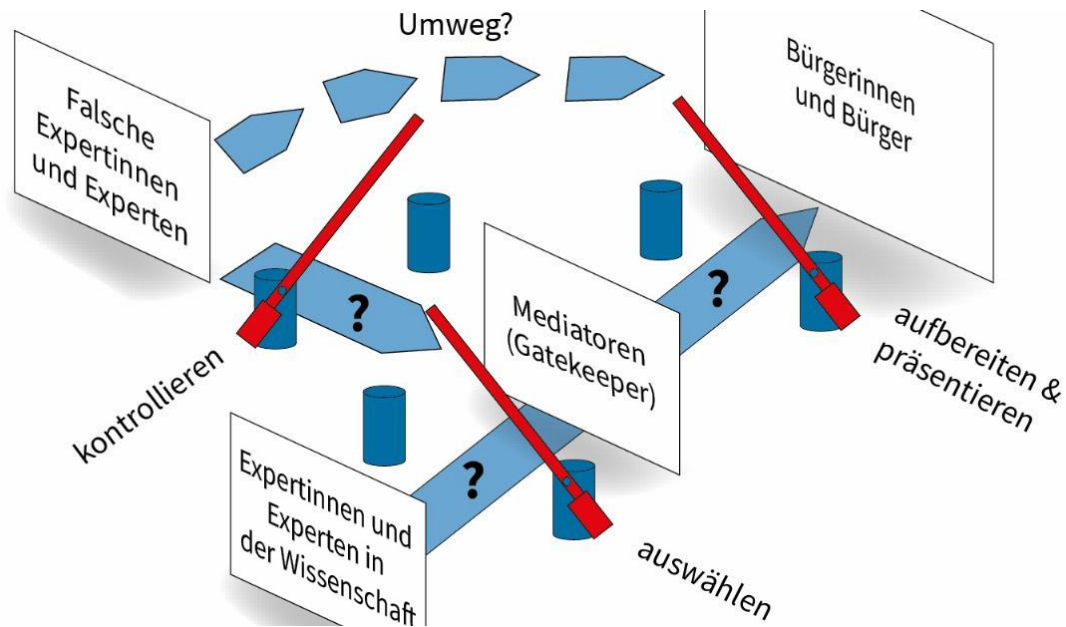 Umweg?
Falsche
Expertinnen
und Experten
Bürgerinnen
und Bürger
?
?
Mediatoren
(Gatekeeper)
aufbereiten &
präsentieren
kontrollieren
?
Expertinnen und
Experten in
der Wissenschaft
auswählen